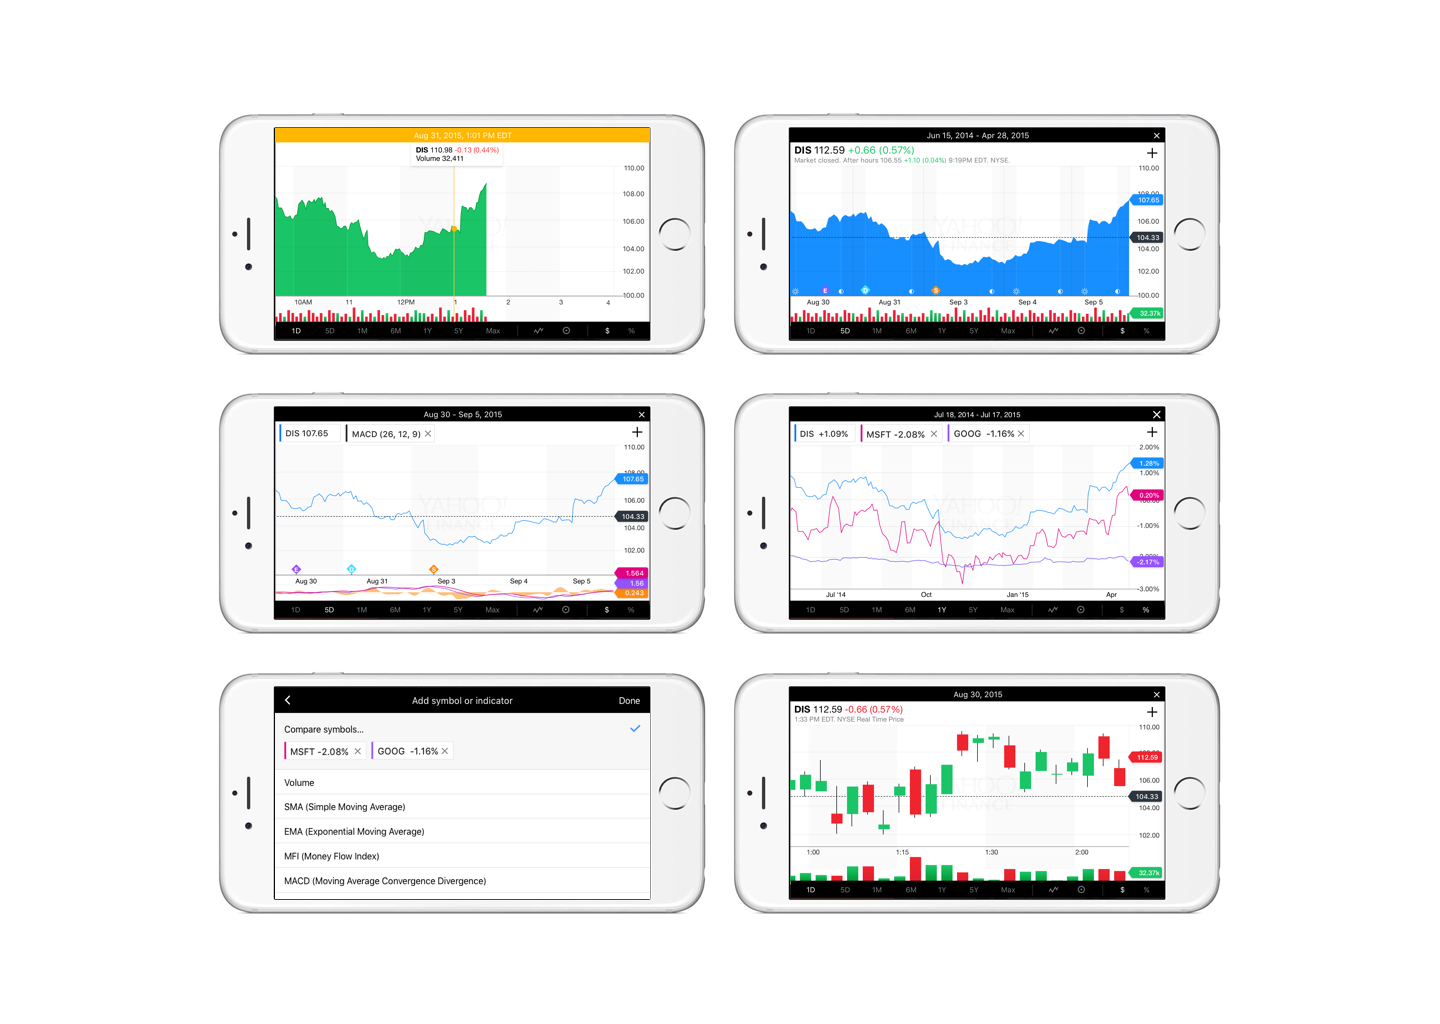 Aug 31, 2015, 1:01 PM EDT
DIS 110.98 -0.13 (0.44%)
Volume 32,411
110.00
108.00
106.00
104.00
102.00
100.00
YAHOO!
10AM 11 12PM 1 2 3 4
1D 5D 1M 6M 1Y 5Y Max $ %
Jun 15, 2014 - Apr 28, 2015
DIS 112.59 +0.66 (0.57%)
Market closed. After hours 106.55 +1.10 (0.04%) 9:19PM EDT. NYSE.
110.00
108.00
107.65
106.00
104.33
104.00
102.00
100.00
YAHOO!
FINANCE
E D S
Aug 30 Aug 31 Sep 3 Sep 4 Sep 5
32.37k
1D 5D 1M 6M 1Y 5Y Max $ %
Aug 30 - Sep 5, 2015
DIS 107.65 MACD (26, 12, 9)
110.00
108.00
107.65
106.00
104.33
104.00
102.00
YAHOO!
FINANCE
E D S
Aug 30 Aug 31 Sep 3 Sep 4 Sep 5
1.564
1.56
0.243
1D 5D 1M 6M 1Y 5Y Max $ %
Jul 18, 2014 - Jul 17, 2015
DIS +1.09% MSFT -2.08% GOOG -1.16%
2.00%
1.28%
1.00%
0.20%
-1.00%
-2.17%
-3.00%
YAHOO!
FINANCE
Jul '14 Oct Jan '15 Apr
1D 5D 1M 6M 1Y 5Y Max $ %
Add symbol or indicator Done
Compare symbols...
MSFT -2.08% GOOG -1.16%
Volume
SMA (Simple Moving Average)
EMA (Exponential Moving Average)
MFI (Money Flow Index)
MACD (Moving Average Convergence Divergence)
Aug 30, 2015
DIS 112.59 -0.66 (0.57%)
1:33 PM EDT. NYSE Real Time Price
110.00
112.59
106.00
104.33
104.00
102.00
YAHOO!
FINANCE
1:00 1:15 1:30 2:00
32.37k
1D 5D 1M 6M 1Y 5Y Max $ %